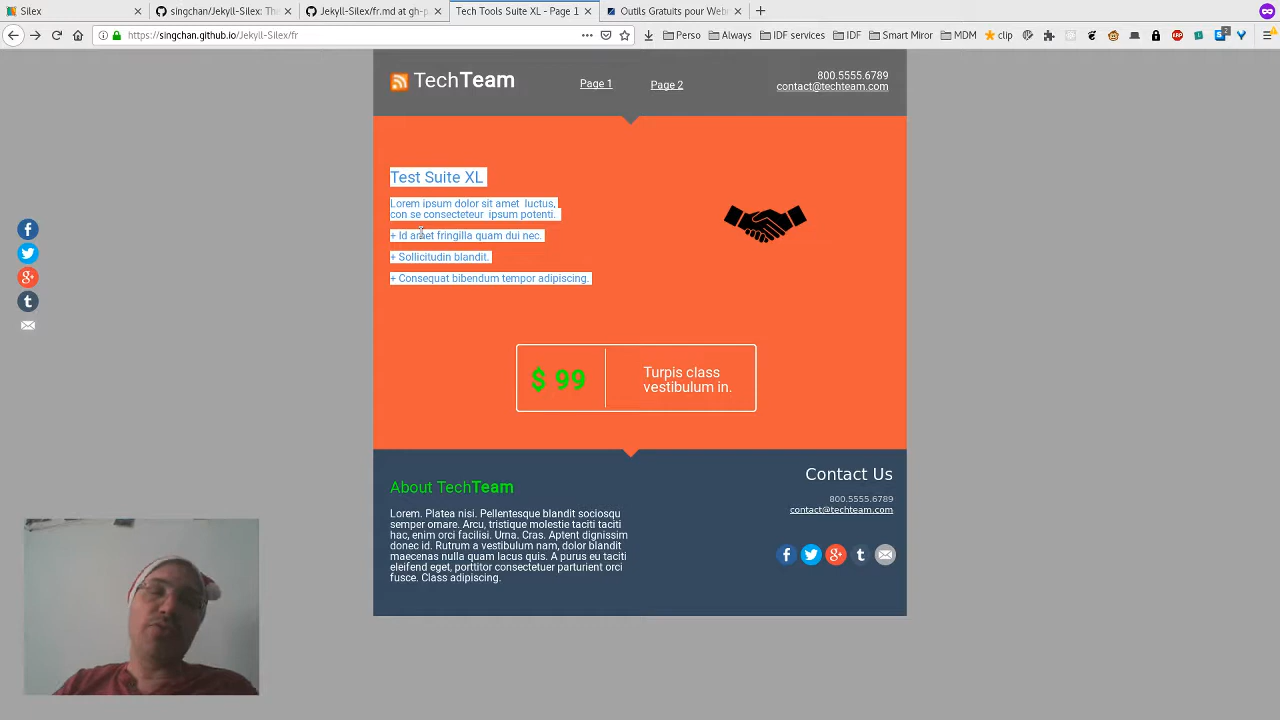 Silex
singchan/Jekyll-Silex: Th
Jekyll-Silex/fr.md at gh-p
Tech Tools Suite XL - Page 1
Outils Gratuits pour Web
https://singchan.github.io/Jekyll-Silex/fr
Perso
Always
IDF services
IDF
Smart Miror
MDM
clip
TechTeam
Page 1
Page 2
800.5555.6789
contact@techteam.com
Test Suite XL
Lorem ipsum dolor sit amet luctus,
con se consecteteur ipsum potenti.
+ Id amet fringilla quam dui nec.
+ Sollicitudin blandit.
+ Consequat bibendum tempor adipiscing.
$ 99
Turpis class
vestibulum in.
About TechTeam
Lorem. Platea nisi. Pellentesque blandit sociosqu
semper ornare. Arcu, tristique molestie taciti taciti
hac, enim orci facilisi. Urna. Cras. Aptent dignissim
donec id. Rutrum a vestibulum nam, dolor blandit
maecenas nulla quam lacus quis. A purus eu taciti
eleifend eget, porttitor consectetuer parturient orci
fusce. Class adipiscing.
Contact Us
800.5555.6789
contact@techteam.com